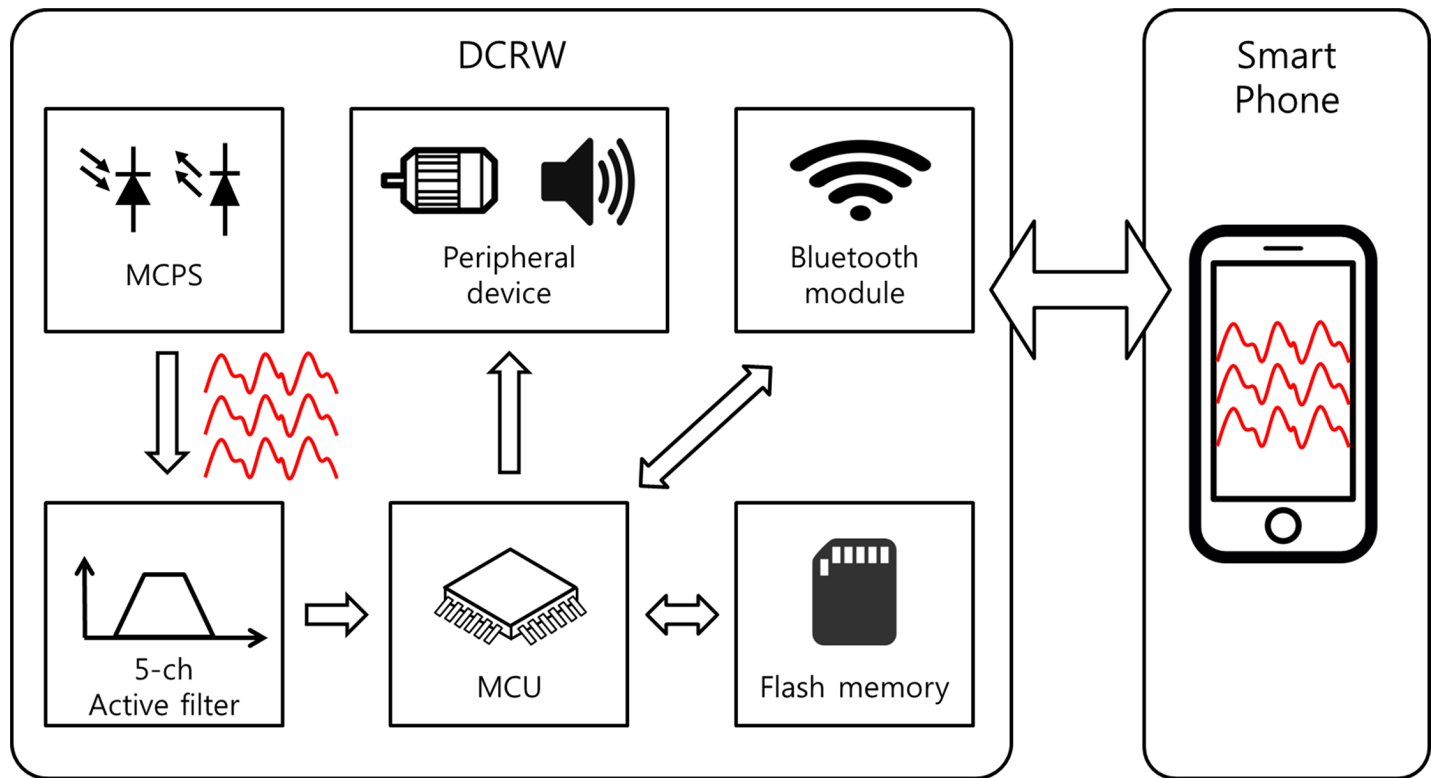 DCRW
Smart
Phone
MCPS
Peripheral
device
Bluetooth
module
5-ch
Active filter
MCU
Flash memory